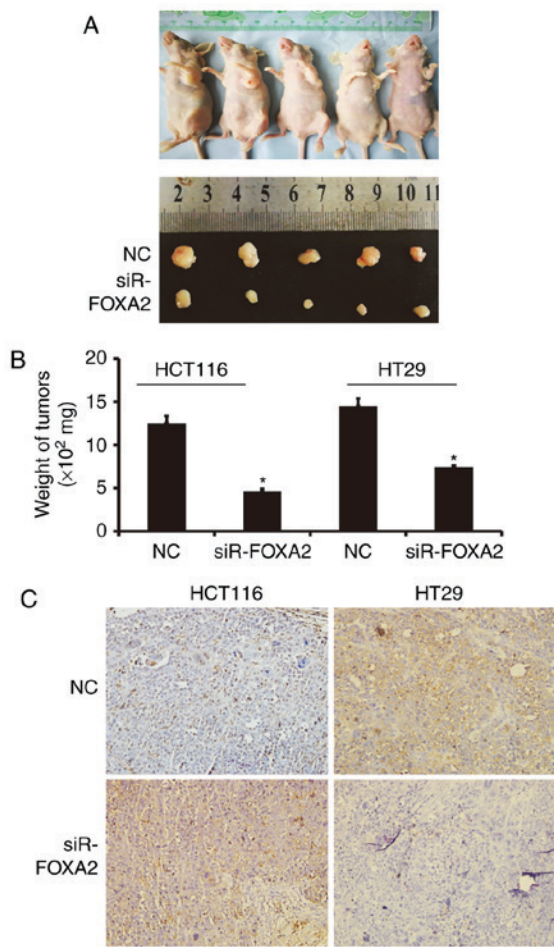 A
2 3 4 5 6 7 8 9 10 11
NC
siR-
FOXA2
B
HCT116
HT29
20
15
10
5
0
Weight of tumors
(×10² mg)
*
*
NC
siR-FOXA2
NC
siR-FOXA2
C
HCT116
HT29
NC
siR-
FOXA2